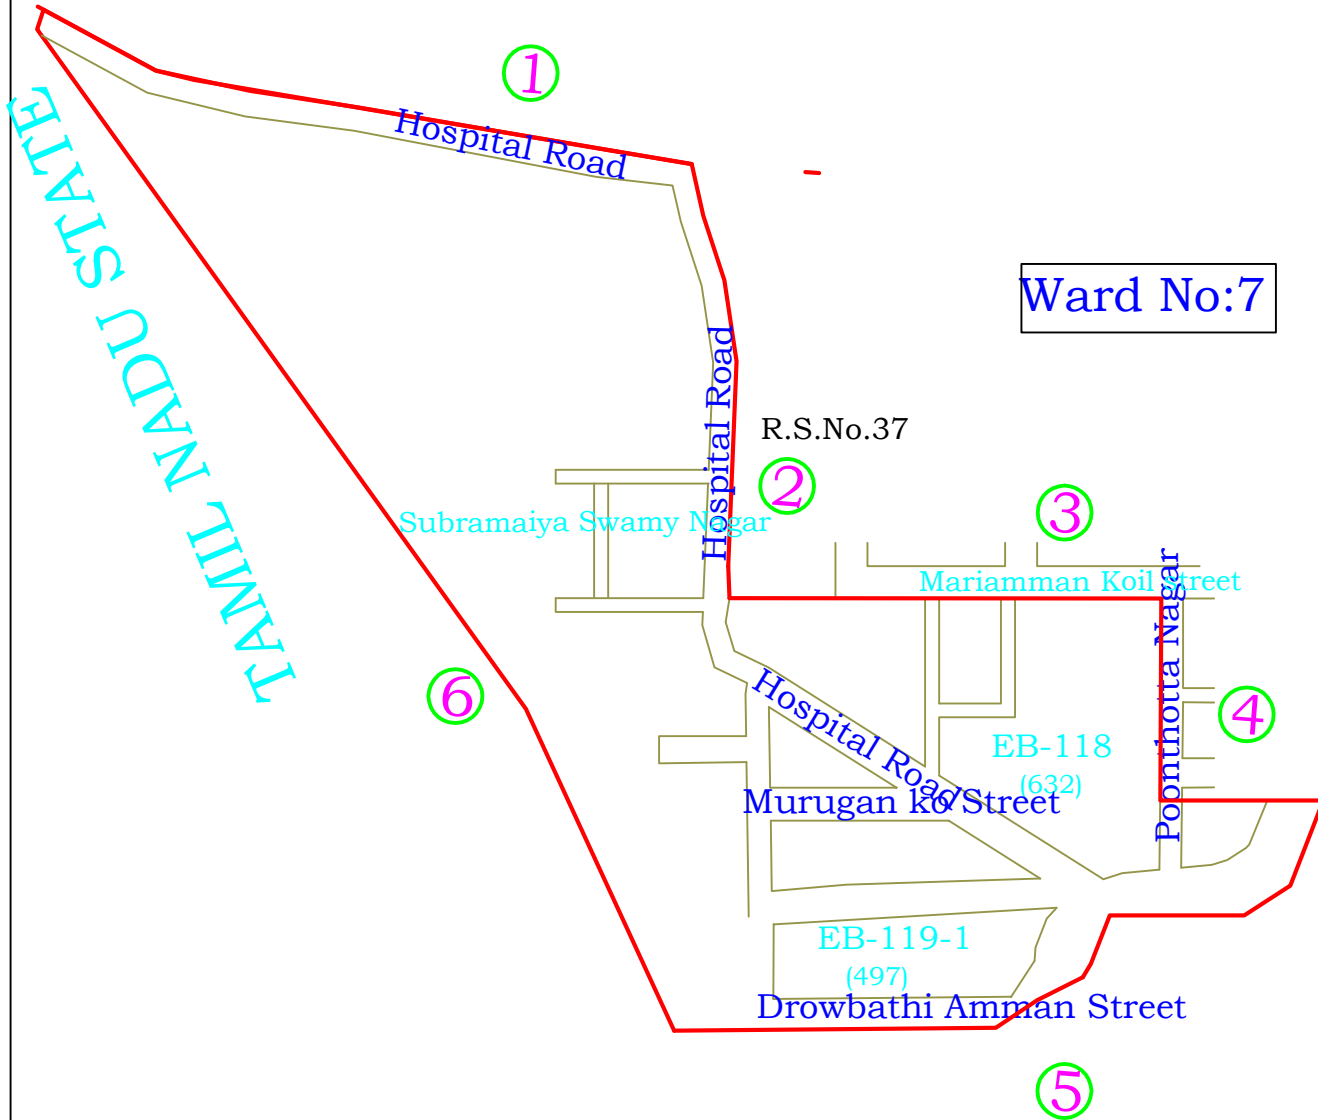 1
Hospital Road
TAMIL NADU STATE
Ward No:7
Hospital Road
R.S.No.37
2
3
Subramaiya Swamy Nagar
Mariamman Koil street
Poonthotta Nagar
6
4
Hospital Road
EB-118
(632)
Murugan ko Street
EB-119-1
(497)
Drowbathi Amman Street
5